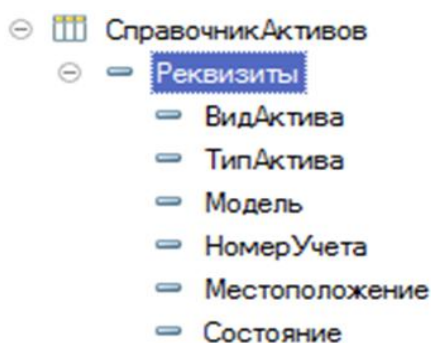 СправочникАктивов
Реквизиты
ВидАктива
ТипАктива
Модель
НомерУчета
Местоположение
Состояние